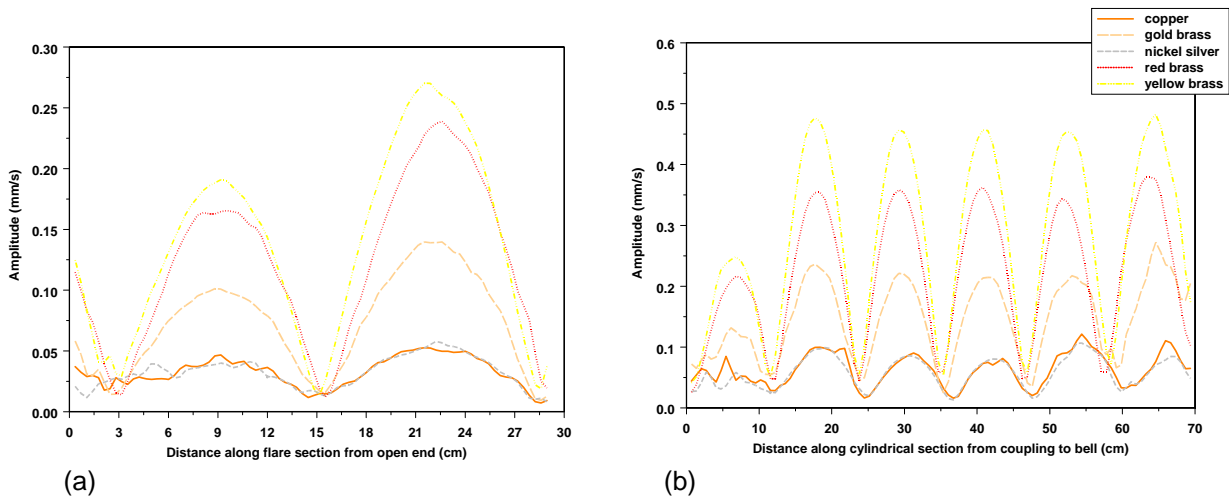 copper
gold brass
nickel silver
red brass
yellow brass
0.30
0.25
0.20
0.15
0.10
0.05
0.00
Amplitude (mm/s)
0 3 6 9 12 15 18 21 24 27 30
Distance along flare section from open end (cm)
(a)
0.6
0.5
0.4
0.3
0.2
0.1
0.0
Amplitude (mm/s)
0 10 20 30 40 50 60 70
Distance along cylindrical section from coupling to bell (cm)
(b)